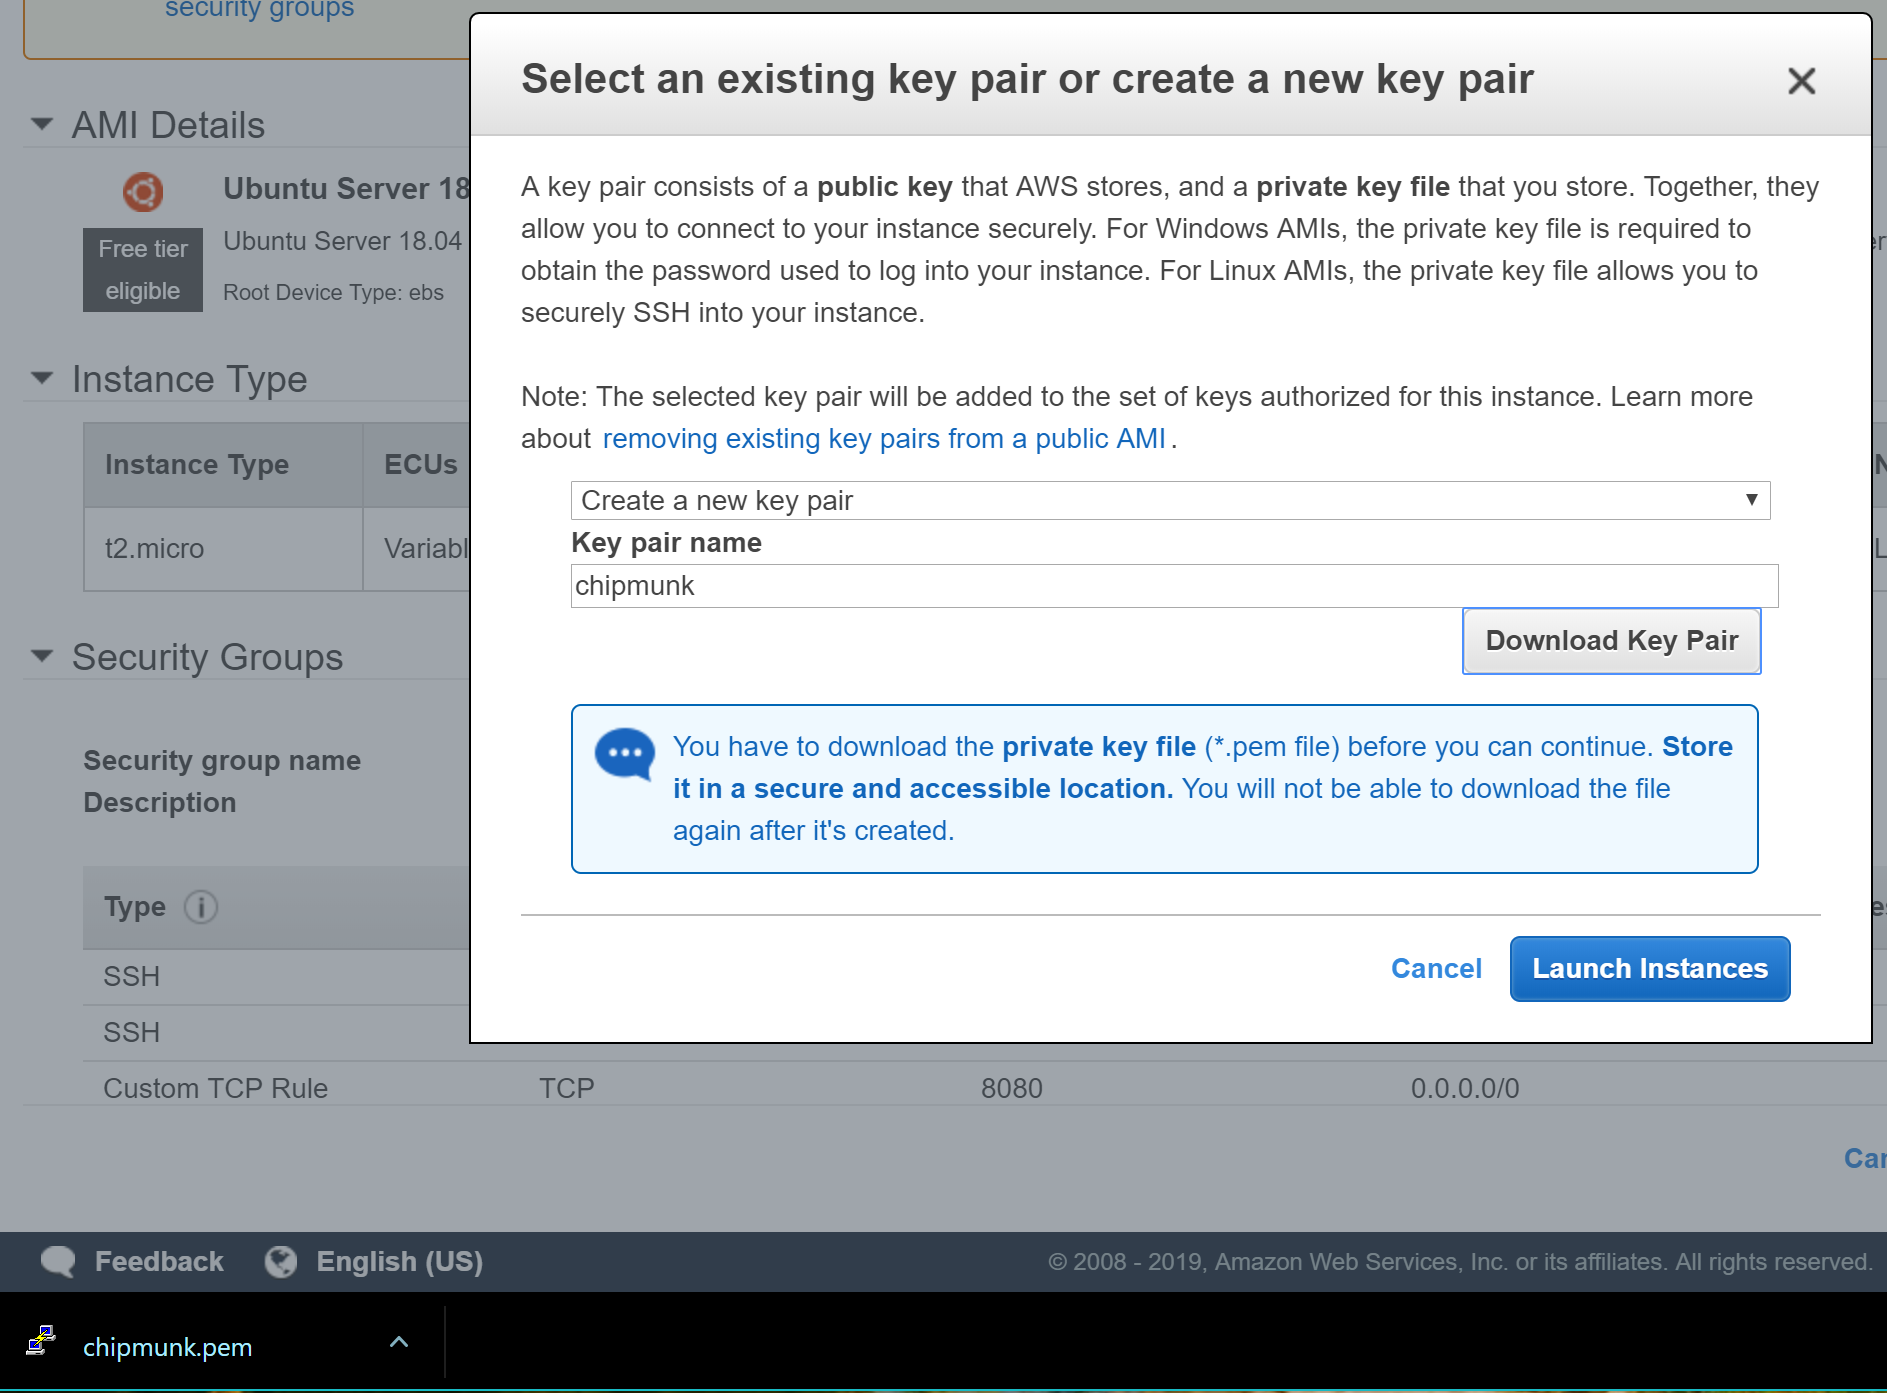 security groups
Select an existing key pair or create a new key pair
AMI Details
Ubuntu Server 18
Free tier
eligible
Ubuntu Server 18.04
Root Device Type: ebs
A key pair consists of a public key that AWS stores, and a private key file that you store. Together, they
allow you to connect to your instance securely. For Windows AMIs, the private key file is required to
obtain the password used to log into your instance. For Linux AMIs, the private key file allows you to
securely SSH into your instance.
Note: The selected key pair will be added to the set of keys authorized for this instance. Learn more
about removing existing key pairs from a public AMI.
Instance Type
Instance Type ECUs
t2.micro
Create a new key pair
Key pair name
chipmunk
Download Key Pair
You have to download the private key file (*.pem file) before you can continue. Store
it in a secure and accessible location. You will not be able to download the file
again after it's created.
Cancel Launch Instances
Security Groups
Security group name
Description
Type
SSH
SSH
Custom TCP Rule TCP 8080 0.0.0.0/0
Feedback English (US) © 2008 - 2019, Amazon Web Services, Inc. or its affiliates. All rights reserved.
chipmunk.pem